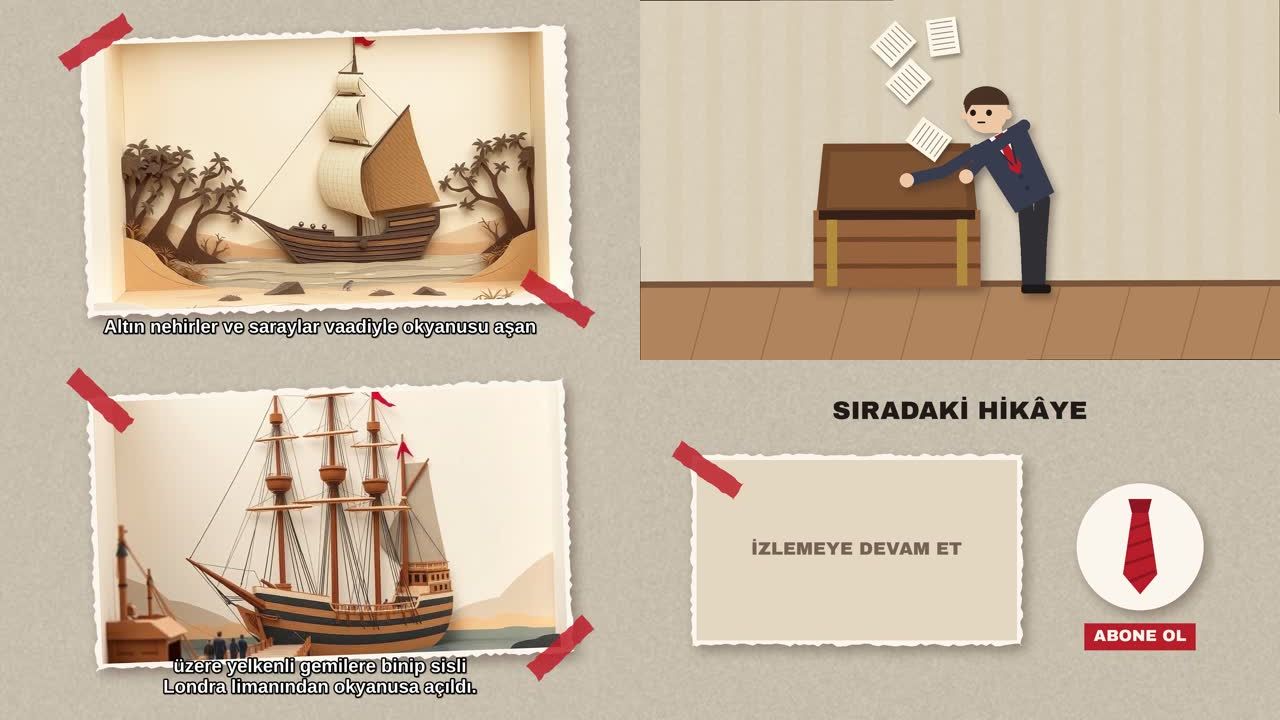 Altın nehirler ve saraylar vaadiyle okyanusu aşan
üzere yelkenli gemilere binip sisli
Londra limanından okyanusa açıldı.
SIRADAKİ HİKÂYE
İZLEMEYE DEVAM ET
ABONE OL